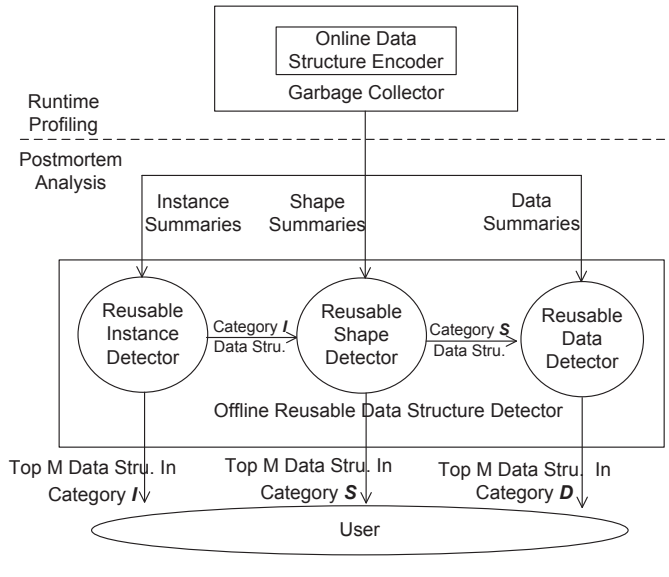 Online Data
Structure Encoder
Garbage Collector
Runtime
Profiling
Postmortem
Analysis
Instance
Summaries
Shape
Summaries
Data
Summaries
Reusable
Instance
Detector
Category I
Data Stru.
Reusable
Shape
Detector
Category S
Data Stru.
Reusable
Data
Detector
Offline Reusable Data Structure Detector
Top M Data Stru. In
Category I
Top M Data Stru. In
Category S
Top M Data Stru. In
Category D
User